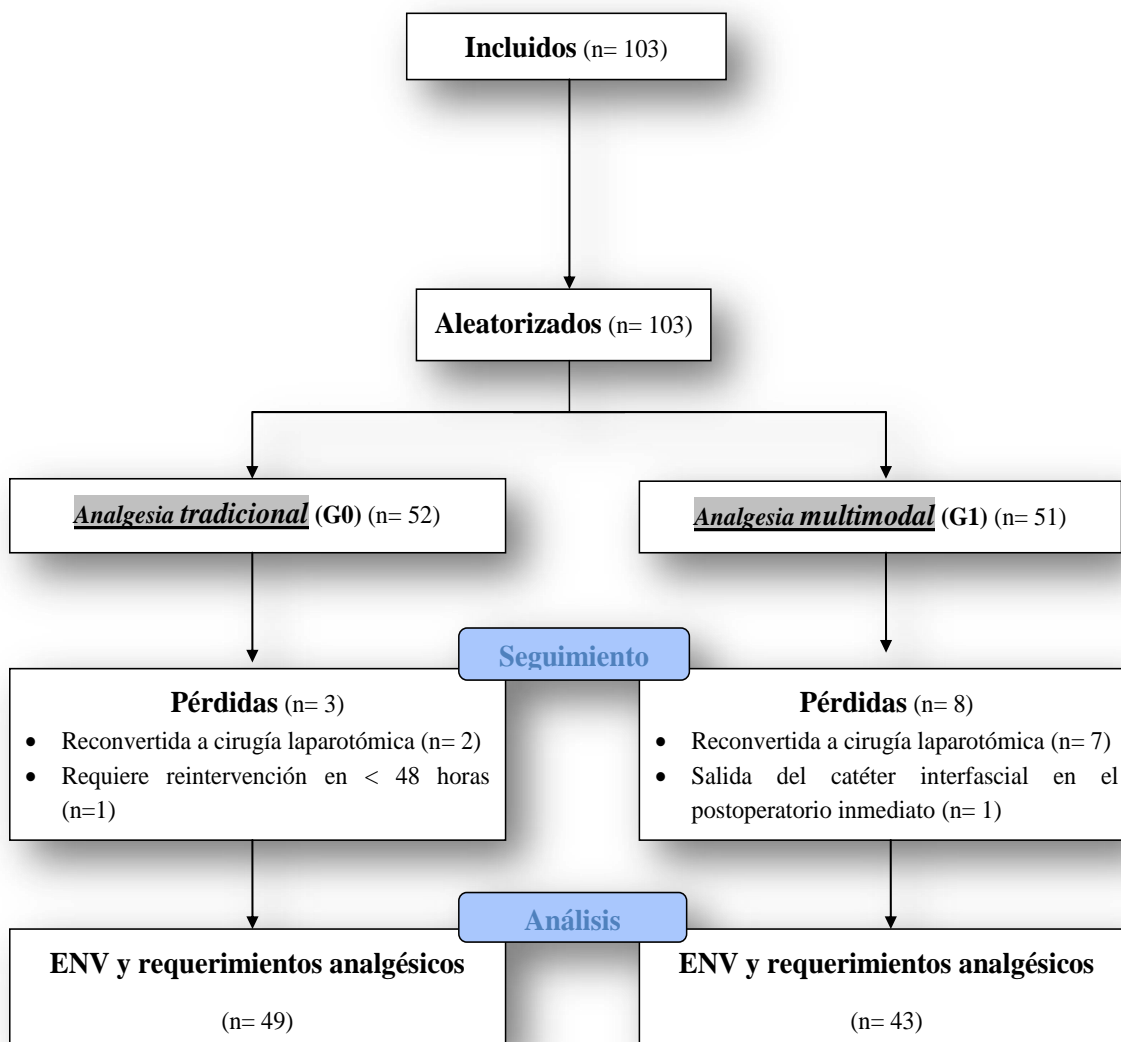 Incluidos (n= 103)
Aleatorizados (n= 103)
Analgesia tradicional (G0) (n= 52)
Analgesia multimodal (G1) (n= 51)
Seguimiento
Pérdidas (n= 3)
• Reconvertida a cirugía laparotómica (n= 2)
• Requiere reintervención en < 48 horas
(n=1)
Pérdidas (n= 8)
• Reconvertida a cirugía laparotómica (n= 7)
• Salida del catéter interfascial en el
postoperatorio inmediato (n= 1)
Análisis
ENV y requerimientos analgésicos
(n= 49)
ENV y requerimientos analgésicos
(n= 43)